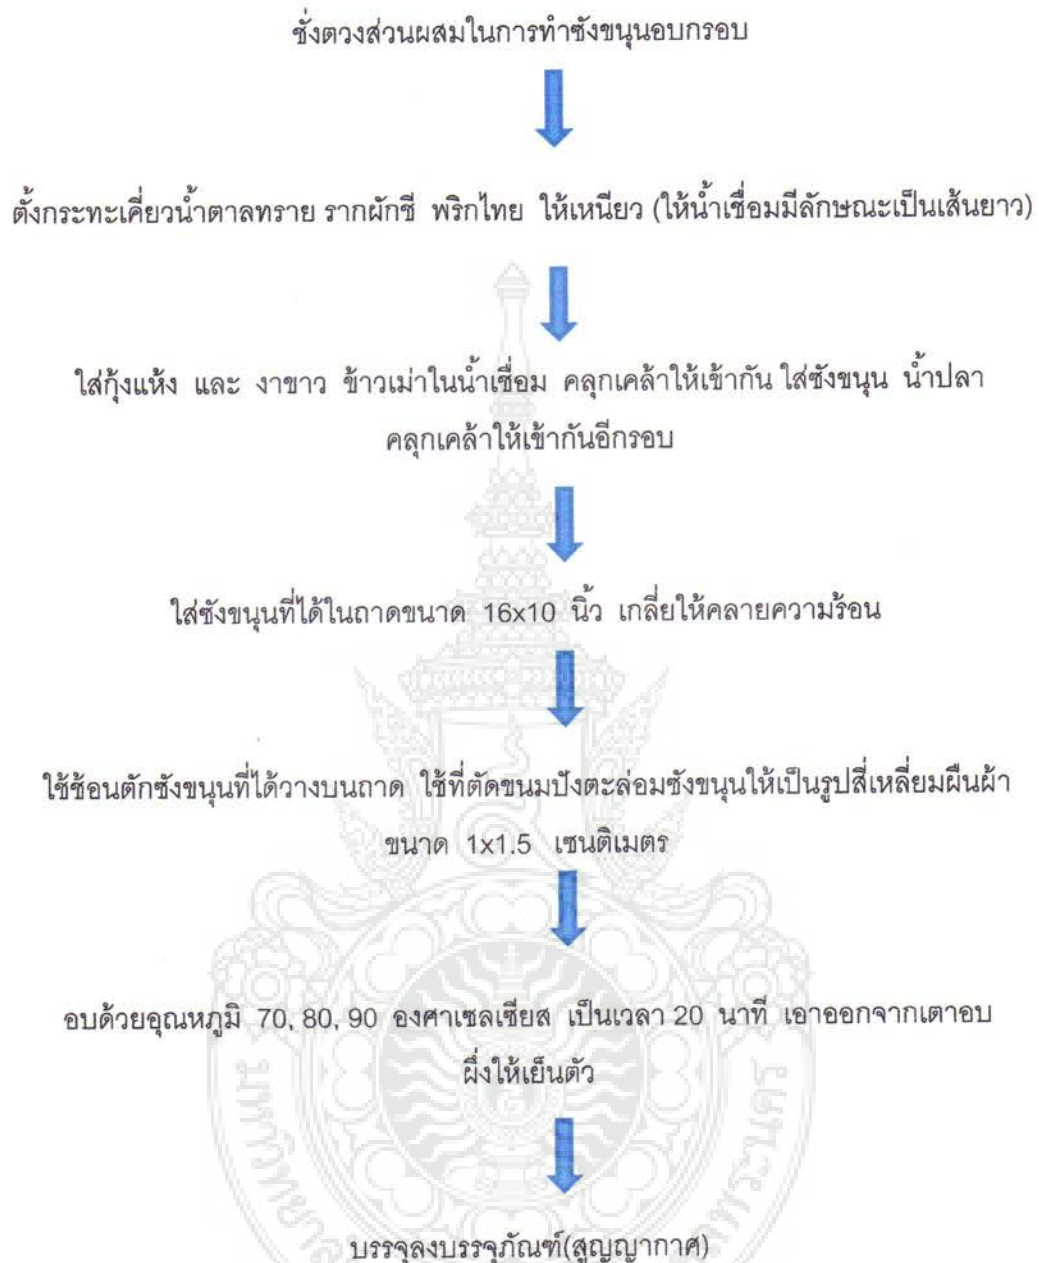 ชั่งตวงส่วนผสมในการทำซังขนุนอบกรอบ
ตั้งกระทะเคี่ยวน้ำตาลทราย รากผักชี พริกไทย ให้เหนียว (ให้น้ำเชื่อมมีลักษณะเป็นเส้นยาว)
ใส่กุ้งแห้ง และ งาขาว ข้าวเม่าในน้ำเชื่อม คลุกเคล้าให้เข้ากัน ใส่ซังขนุน น้ำปลา
คลุกเคล้าให้เข้ากันอีกรอบ
ใส่ซังขนุนที่ได้ในถาดขนาด 16x10 นิ้ว เกลี่ยให้คลายความร้อน
ใช้ช้อนตักซังขนุนที่ได้วางบนถาด ใช้ที่ตัดขนมปังตะล่อมซังขนุนให้เป็นรูปสี่เหลี่ยมผืนผ้า
ขนาด 1x1.5 เซนติเมตร
อบด้วยอุณหภูมิ 70, 80, 90 องศาเซลเซียส เป็นเวลา 20 นาที เอาออกจากเตาอบ
ผึ่งให้เย็นตัว
บรรจุลงบรรจุภัณฑ์(สูญญากาศ)